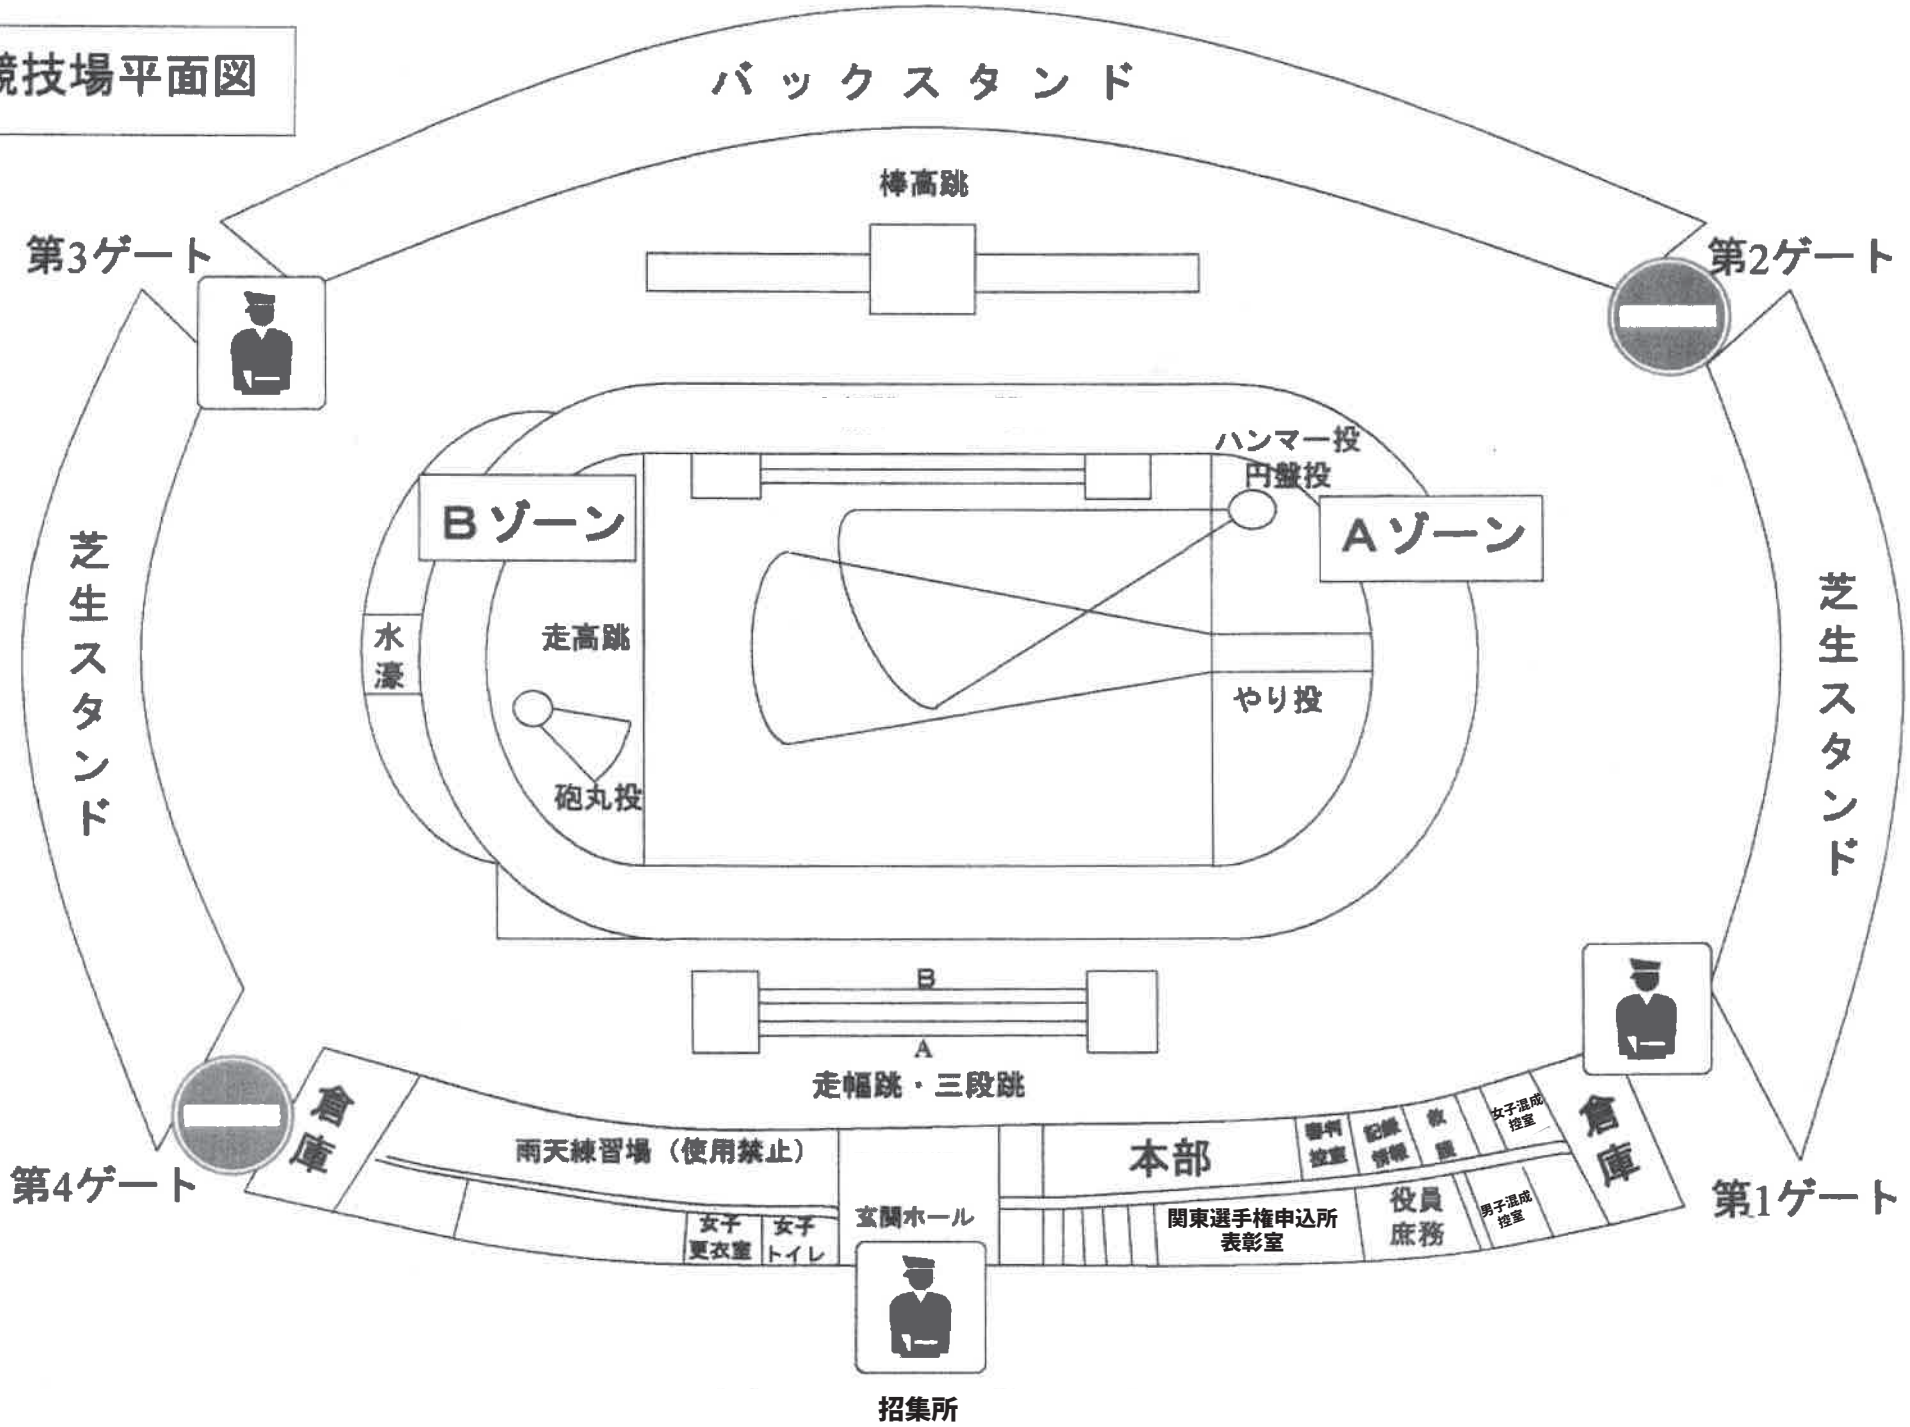 競技場平面図
バックスタンド
棒高跳
第3ゲート
第2ゲート
ハンマー投
円盤投
Bゾーン
Aゾーン
芝生スタンド
水濠
走高跳
やり投
砲丸投
芝生スタンド
B
A
走幅跳・三段跳
倉庫
雨天練習場（使用禁止）
本部
審判
控室
記録
情報
救護
女子混成
控室
倉庫
第4ゲート
第1ゲート
女子
更衣室
女子
トイレ
玄関ホール
関東選手権申込所
表彰室
役員
庶務
男子混成
控室
招集所